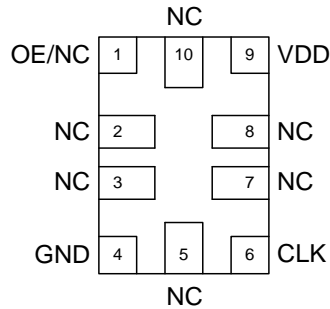 NC
OE/NC 1 10 9 VDD
NC 2 8 NC
NC 3 7 NC
GND 4 5 6 CLK
NC